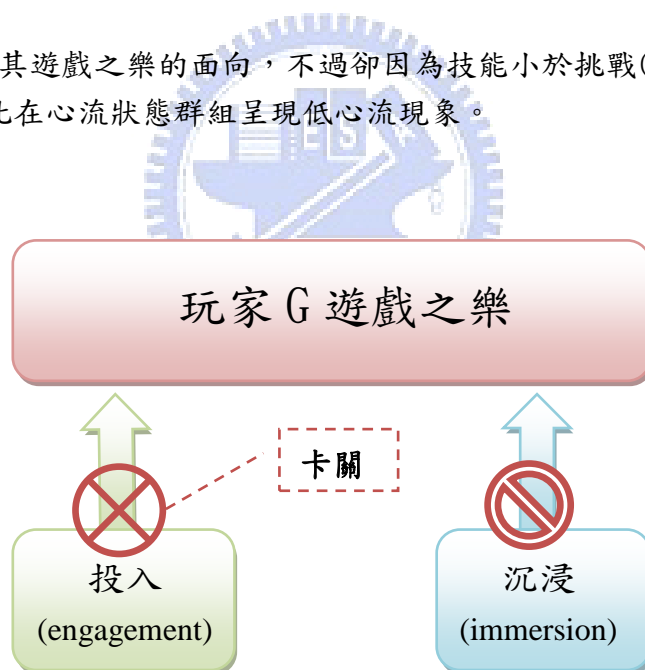 其遊戲之樂的面向,不過卻因為技能小於挑戰(
在心流狀態群組呈現低心流現象。
玩家 G 遊戲之樂
卡關
投入
(engagement)
沉浸
(immersion)